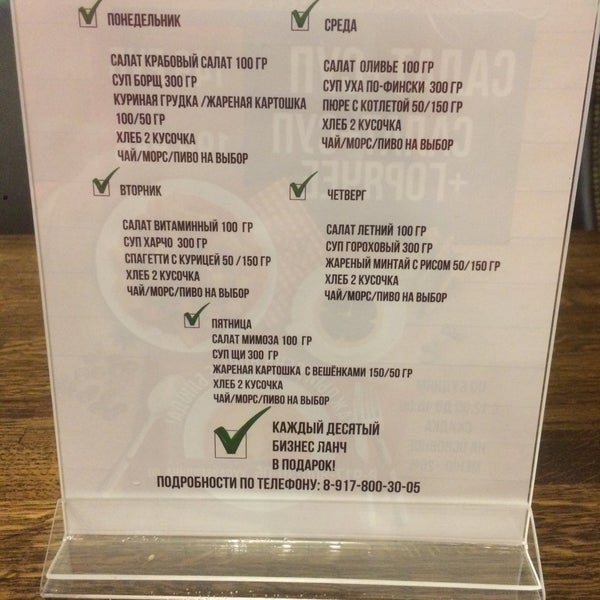 ПОНЕДЕЛЬНИК
САЛАТ КРАБОВЫЙ САЛАТ 100 ГР
СУП БОРЩ 300 ГР
КУРИНАЯ ГРУДКА /ЖАРЕНАЯ КАРТОШКА
100/50 ГР
ХЛЕБ 2 КУСОЧКА
ЧАЙ/МОРС/ПИВО НА ВЫБОР
СРЕДА
САЛАТ ОЛИВЬЕ 100 ГР
СУП УХА ПО-ФИНСКИ 300 ГР
ПЮРЕ С КОТЛЕТОЙ 50/150 ГР
ХЛЕБ 2 КУСОЧКА
ЧАЙ/МОРС/ПИВО НА ВЫБОР
ВТОРНИК
САЛАТ ВИТАМИННЫЙ 100 ГР
СУП ХАРЧО 300 ГР
СПАГЕТТИ С КУРИЦЕЙ 50 /150 ГР
ХЛЕБ 2 КУСОЧКА
ЧАЙ/МОРС/ПИВО НА ВЫБОР
ЧЕТВЕРГ
САЛАТ ЛЕТНИЙ 100 ГР
СУП ГОРОХОВЫЙ 300 ГР
ЖАРЕНЫЙ МИНТАЙ С РИСОМ 50/150 ГР
ХЛЕБ 2 КУСОЧКА
ЧАЙ/МОРС/ПИВО НА ВЫБОР
ПЯТНИЦА
САЛАТ МИМОЗА 100 ГР
СУП ЩИ 300 ГР
ЖАРЕНАЯ КАРТОШКА С ВЕШЁНКАМИ 150/50 ГР
ХЛЕБ 2 КУСОЧКА
ЧАЙ/МОРС/ПИВО НА ВЫБОР
КАЖДЫЙ ДЕСЯТЫЙ
БИЗНЕС ЛАНЧ
В ПОДАРОК!
ПОДРОБНОСТИ ПО ТЕЛЕФОНУ: 8-917-800-30-05
САЛАТ СУП
СУП
+ГОРЯЧЕЕ